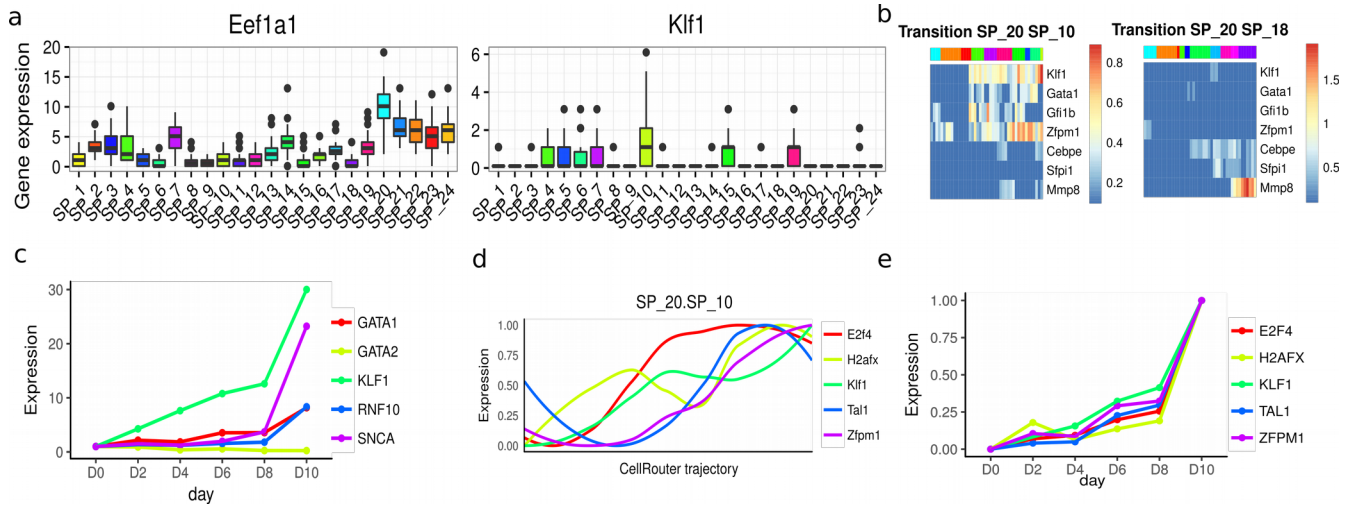 a
Eef1a1
Klf1
Gene expression
20
15
10
5
0
SP_1
SP_2
SP_3
SP_4
SP_5
SP_6
SP_7
SP_8
SP_9
SP_10
SP_11
SP_12
SP_13
SP_14
SP_15
SP_16
SP_17
SP_18
SP_19
SP_20
SP_21
SP_22
SP_23
SP_24
6
4
2
0
SP_1
SP_2
SP_3
SP_4
SP_5
SP_6
SP_7
SP_8
SP_9
SP_10
SP_11
SP_12
SP_13
SP_14
SP_15
SP_16
SP_17
SP_18
SP_19
SP_20
SP_21
SP_22
SP_23
SP_24
b
Transition SP_20 SP_10
Klf1
Gata1
Gfi1b
Zfpm1
Cebpe
Sfpi1
Mmp8
0.8
0.6
0.4
0.2
Transition SP_20 SP_18
Klf1
Gata1
Gfi1b
Zfpm1
Cebpe
Sfpi1
Mmp8
1.5
1
0.5
c
Expression
30
20
10
0
D0 D2 D4 D6 D8 D10
day
GATA1
GATA2
KLF1
RNF10
SNCA
d
SP_20.SP_10
Expression
1.00
0.75
0.50
0.25
0.00
CellRouter trajectory
E2f4
H2afx
Klf1
Tal1
Zfpm1
e
Expression
1.00
0.75
0.50
0.25
0.00
D0 D2 D4 D6 D8 D10
day
E2F4
H2AFX
KLF1
TAL1
ZFPM1